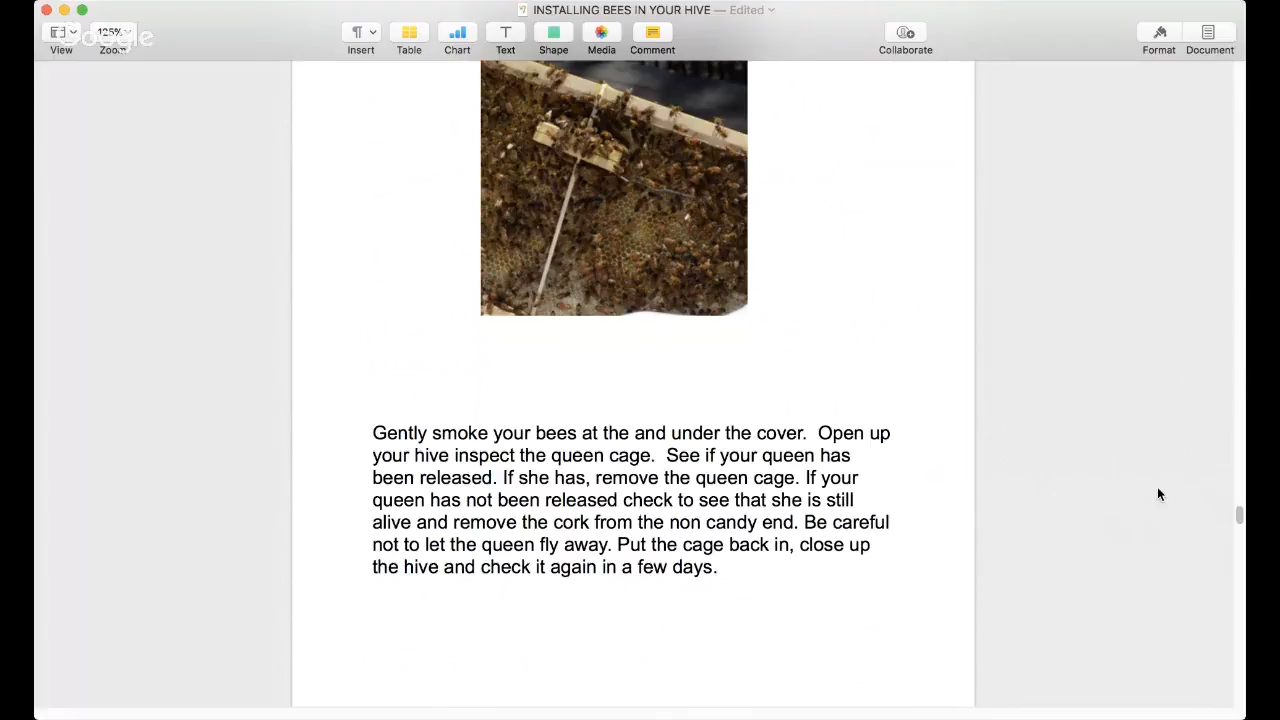 INSTALLING BEES IN YOUR HIVE — Edited
View
125%
Zoom
Google
Insert
Table
Chart
Text
Shape
Media
Comment
Collaborate
Format
Document
Gently smoke your bees at the and under the cover.  Open up
your hive inspect the queen cage.  See if your queen has
been released. If she has, remove the queen cage. If your
queen has not been released check to see that she is still
alive and remove the cork from the non candy end. Be careful
not to let the queen fly away. Put the cage back in, close up
the hive and check it again in a few days.